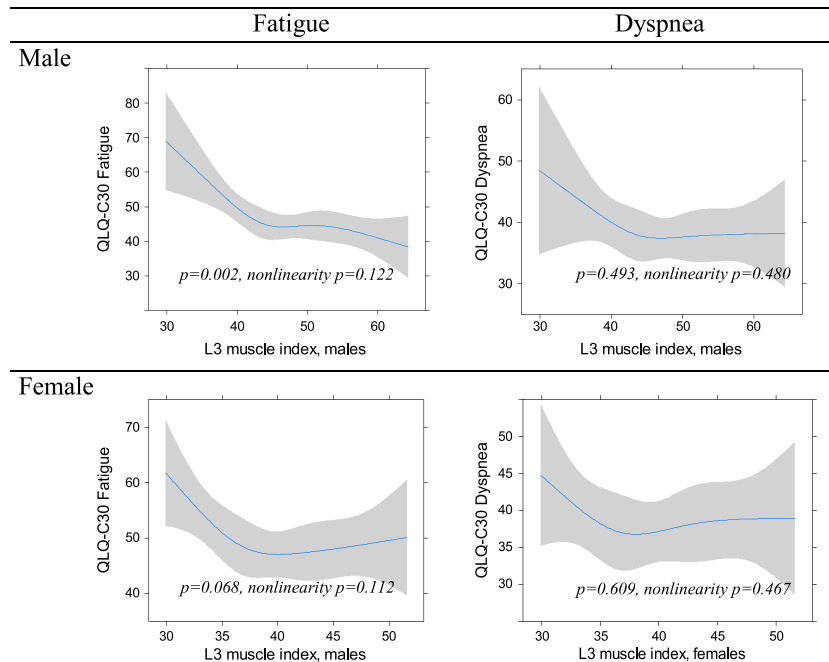 Fatigue Dyspnea
Male
80
70
60
50
40
30
QLQ-C30 Fatigue
p=0.002, nonlinearity p=0.122
30 40 50 60
L3 muscle index, males
60
50
40
30
QLQ-C30 Dyspnea
p=0.493, nonlinearity p=0.480
30 40 50 60
L3 muscle index, males
Female
70
60
50
40
QLQ-C30 Fatigue
p=0.068, nonlinearity p=0.112
30 35 40 45 50
L3 muscle index, males
50
45
40
35
30
QLQ-C30 Dyspnea
p=0.609, nonlinearity p=0.467
30 35 40 45 50
L3 muscle index, females